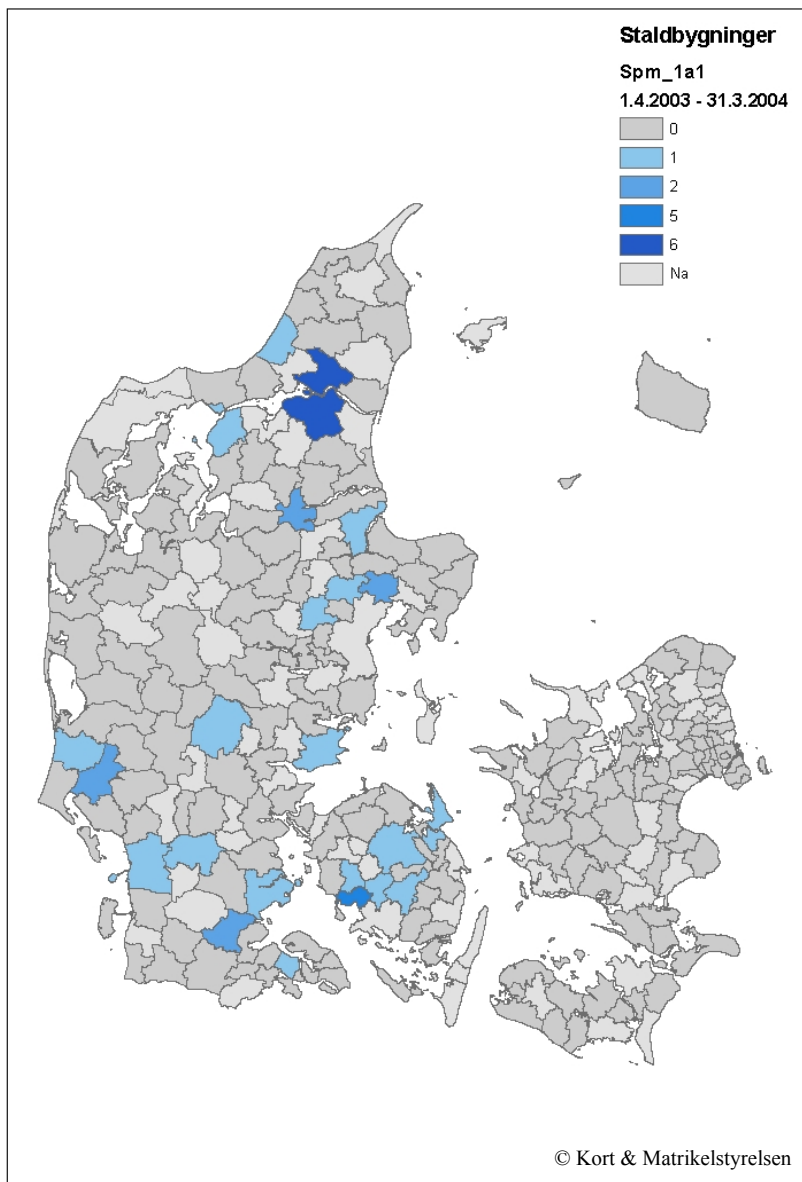 Staldbygninger
Spm_1a1
1.4.2003 - 31.3.2004
0
1
2
5
6
Na
© Kort & Matrikelstyrelsen